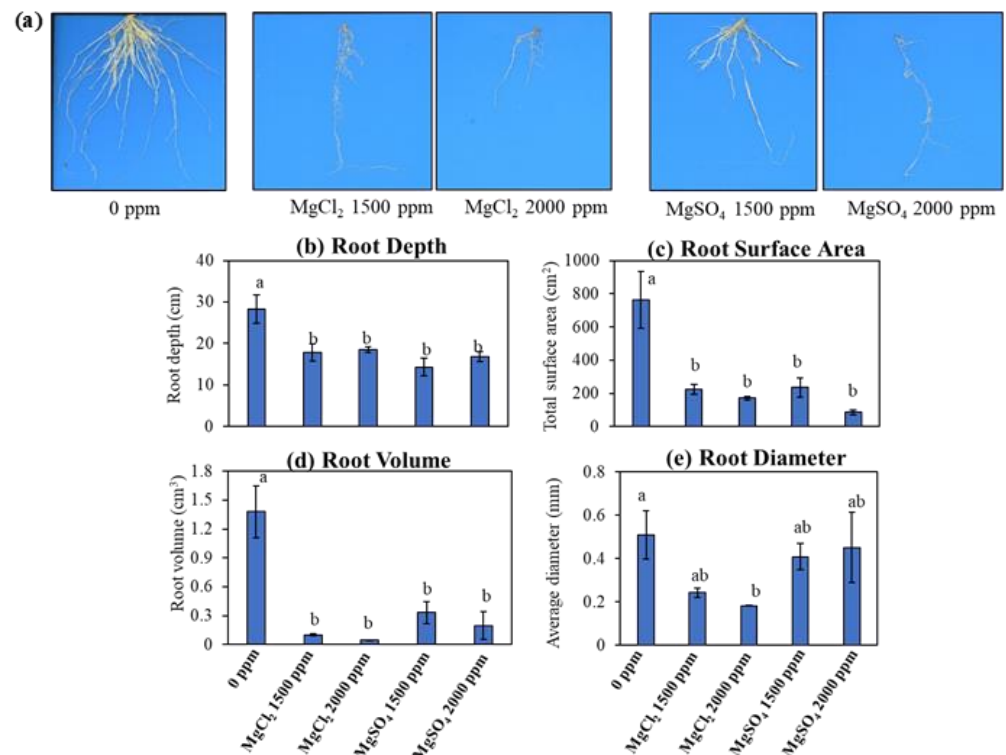 (a)
0 ppm
MgCl₂ 1500 ppm
MgCl₂ 2000 ppm
MgSO₄ 1500 ppm
MgSO₄ 2000 ppm
(b) Root Depth
Root depth (cm)
40
30
20
10
0
a
b
b
b
b
(c) Root Surface Area
Total surface area (cm²)
1000
800
600
400
200
0
a
b
b
b
b
(d) Root Volume
Root volume (cm³)
1.8
1.5
1.2
0.9
0.6
0.3
0
a
b
b
b
b
0 ppm
MgCl₂ 1500 ppm
MgCl₂ 2000 ppm
MgSO₄ 1500 ppm
MgSO₄ 2000 ppm
(e) Root Diameter
Average diameter (mm)
0.8
0.6
0.4
0.2
0
a
ab
b
ab
ab
0 ppm
MgCl₂ 1500 ppm
MgCl₂ 2000 ppm
MgSO₄ 1500 ppm
MgSO₄ 2000 ppm